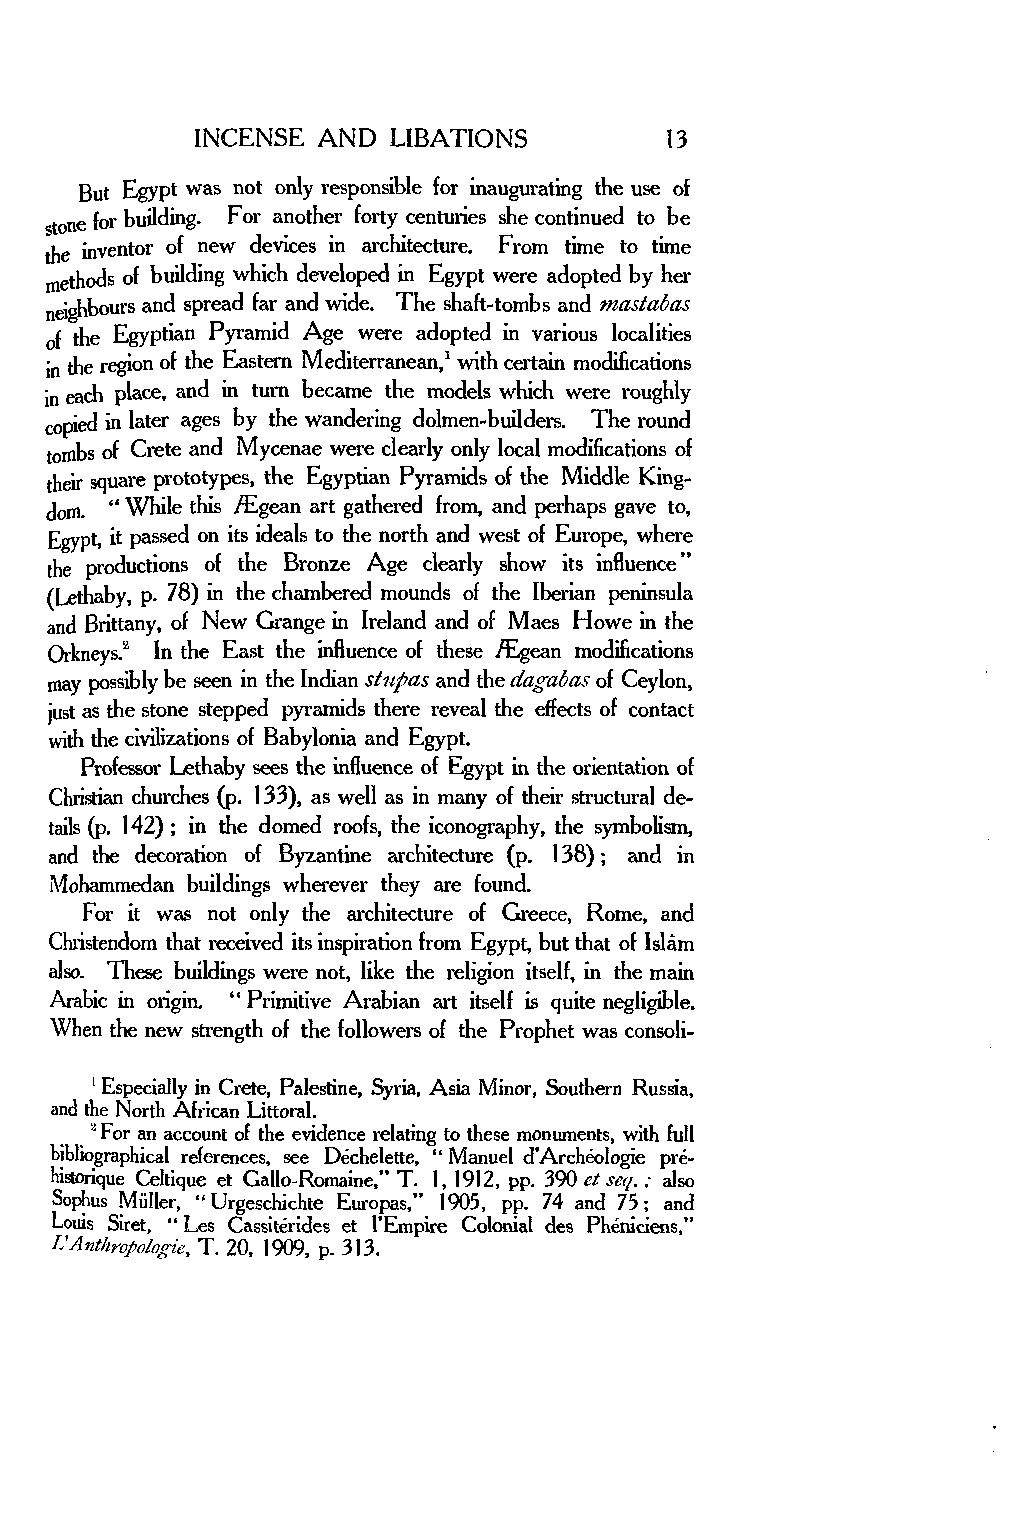 INCENSE AND LIBATIONS 13
But Egypt was not only responsible for inaugurating the use of
stone for building. For another forty centuries she continued to be
the inventor of new devices in architecture. From time to time
methods of building which developed in Egypt were adopted by her
neighbours and spread far and wide. The shaft-tombs and mastabas
of the Egyptian Pyramid Age were adopted in various localities
in the region of the Eastern Mediterranean,¹ with certain modifications
in each place, and in turn became the models which were roughly
copied in later ages by the wandering dolmen-builders. The round
tombs of Crete and Mycenae were clearly only local modifications of
their square prototypes, the Egyptian Pyramids of the Middle King-
dom. “While this Ægean art gathered from, and perhaps gave to,
Egypt, it passed on its ideals to the north and west of Europe, where
the productions of the Bronze Age clearly show its influence”
(Lethaby, p. 78) in the chambered mounds of the Iberian peninsula
and Brittany, of New Grange in Ireland and of Maes Howe in the
Orkneys.² In the East the influence of these Ægean modifications
may possibly be seen in the Indian stupas and the dagabas of Ceylon,
just as the stone stepped pyramids there reveal the effects of contact
with the civilizations of Babylonia and Egypt.
Professor Lethaby sees the influence of Egypt in the orientation of
Christian churches (p. 133), as well as in many of their structural de-
tails (p. 142); in the domed roofs, the iconography, the symbolism,
and the decoration of Byzantine architecture (p. 138); and in
Mohammedan buildings wherever they are found.
For it was not only the architecture of Greece, Rome, and
Christendom that received its inspiration from Egypt, but that of Islâm
also. These buildings were not, like the religion itself, in the main
Arabic in origin. “Primitive Arabian art itself is quite negligible.
When the new strength of the followers of the Prophet was consoli-
¹ Especially in Crete, Palestine, Syria, Asia Minor, Southern Russia,
and the North African Littoral.
² For an account of the evidence relating to these monuments, with full
bibliographical references, see Déchelette, “Manuel d'Archéologie pré-
historique Celtique et Gallo-Romaine,” T. 1, 1912, pp. 390 et seq.: also
Sophus Müller, “Urgeschichte Europas,” 1905, pp. 74 and 75; and
Louis Siret, “Les Cassitérides et l'Empire Colonial des Phéniciens,”
L'Anthropologie, T. 20, 1909, p. 313.